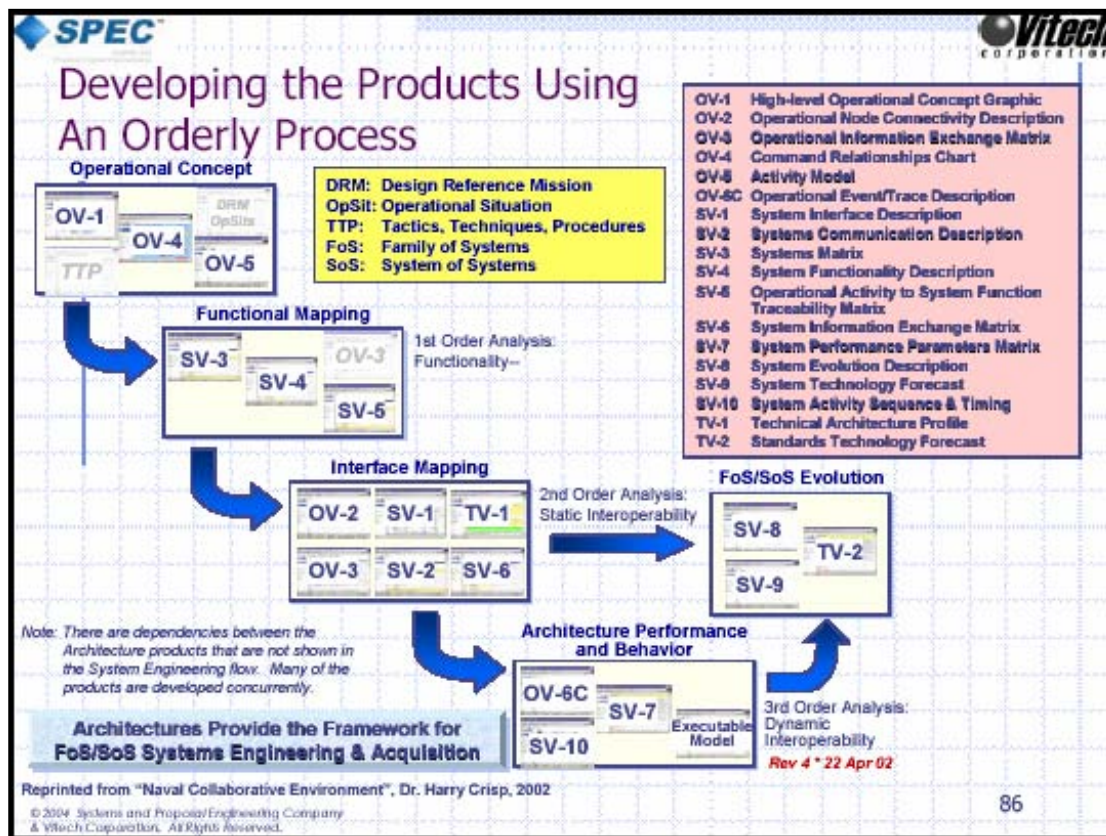 SPEC
Vitech
corporation
Developing the Products Using
An Orderly Process
OV-1 High-level Operational Concept Graphic
OV-2 Operational Node Connectivity Description
OV-3 Operational Information Exchange Matrix
OV-4 Command Relationships Chart
OV-5 Activity Model
OV-6C Operational Event/Trace Description
SV-1 System Interface Description
SV-2 Systems Communication Description
SV-3 Systems Matrix
SV-4 System Functionality Description
SV-5 Operational Activity to System Function
Traceability Matrix
SV-6 System Information Exchange Matrix
SV-7 System Performance Parameters Matrix
SV-8 System Evolution Description
SV-9 System Technology Forecast
SV-10 System Activity Sequence & Timing
TV-1 Technical Architecture Profile
TV-2 Standards Technology Forecast
Operational Concept
OV-1
OV-4
DRM
OpSits
TTP
OV-5
DRM: Design Reference Mission
OpSit: Operational Situation
TTP: Tactics, Techniques, Procedures
FoS: Family of Systems
SoS: System of Systems
Functional Mapping
SV-3
SV-4
OV-3
SV-5
1st Order Analysis:
Functionality--
Interface Mapping
OV-2 SV-1 TV-1
OV-3 SV-2 SV-6
2nd Order Analysis:
Static Interoperability
FoS/SoS Evolution
SV-8
TV-2
SV-9
Note: There are dependencies between the
Architecture products that are not shown in
the System Engineering flow. Many of the
products are developed concurrently.
Architecture Performance
and Behavior
OV-6C
SV-7
Executable
Model
SV-10
3rd Order Analysis:
Dynamic
Interoperability
Rev 4 * 22 Apr 02
Architectures Provide the Framework for
FoS/SoS Systems Engineering & Acquisition
Reprinted from "Naval Collaborative Environment", Dr. Harry Crisp, 2002
© 2004 Systems and Proposal Engineering Company
& Vitech Corporation. All Rights Reserved.
86